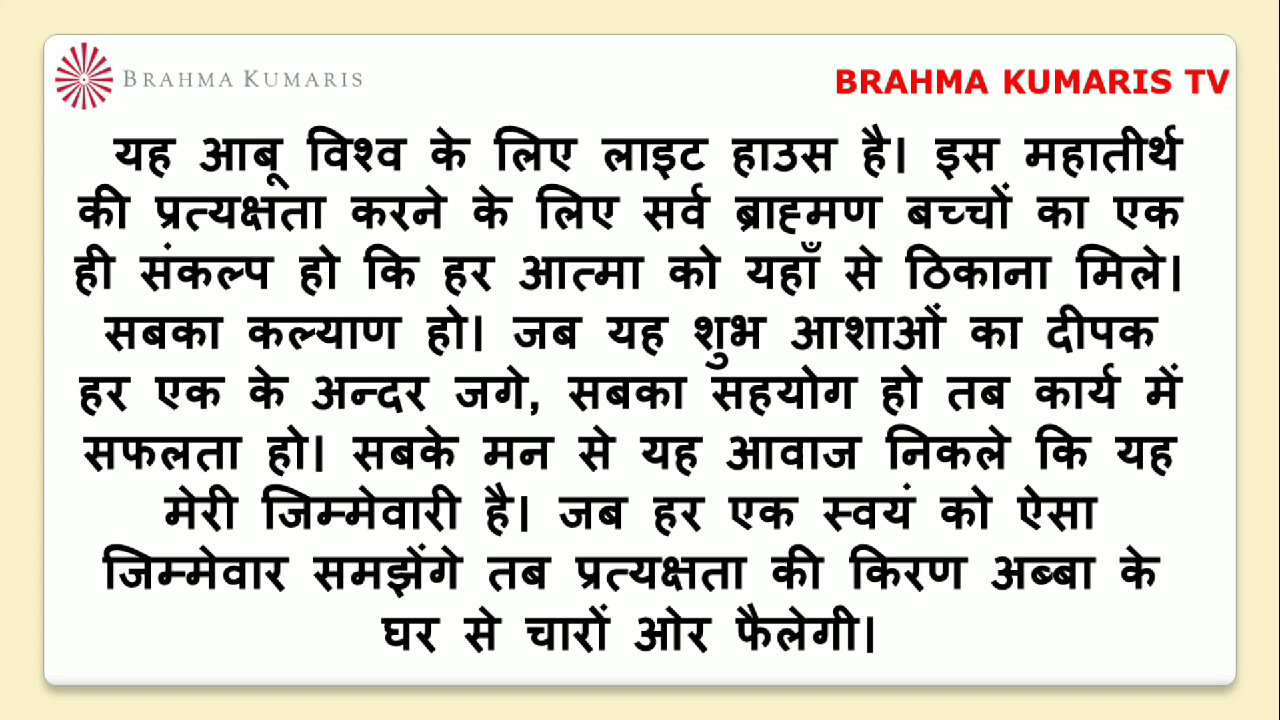 BRAHMA KUMARIS
BRAHMA KUMARIS TV
यह आबू विश्व के लिए लाइट हाउस है। इस महातीर्थ
की प्रत्यक्षता करने के लिए सर्व ब्राह्मण बच्चों का एक
ही संकल्प हो कि हर आत्मा को यहाँ से ठिकाना मिले।
सबका कल्याण हो। जब यह शुभ आशाओं का दीपक
हर एक के अन्दर जगे, सबका सहयोग हो तब कार्य में
सफलता हो। सबके मन से यह आवाज निकले कि यह
मेरी जिम्मेवारी है। जब हर एक स्वयं को ऐसा
जिम्मेवार समझेंगे तब प्रत्यक्षता की किरण अब्बा के
घर से चारों ओर फैलेगी।